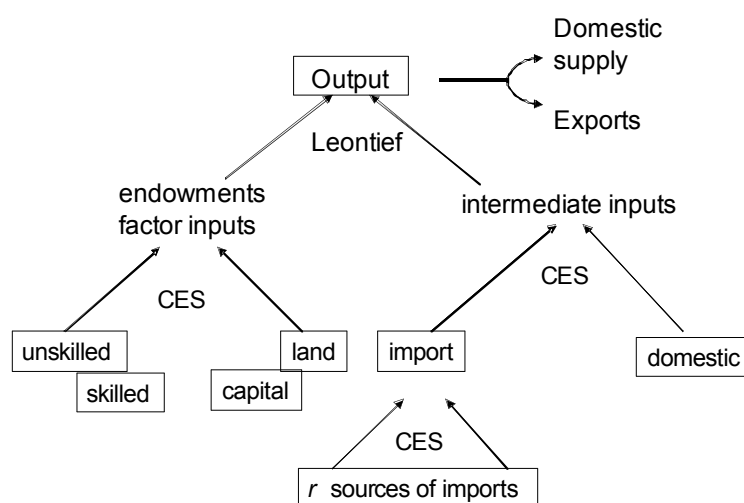 Domestic
supply
Output
Exports
Leontief
endowments
factor inputs
intermediate inputs
CES
CES
unskilled
land
import
domestic
skilled
capital
CES
r sources of imports